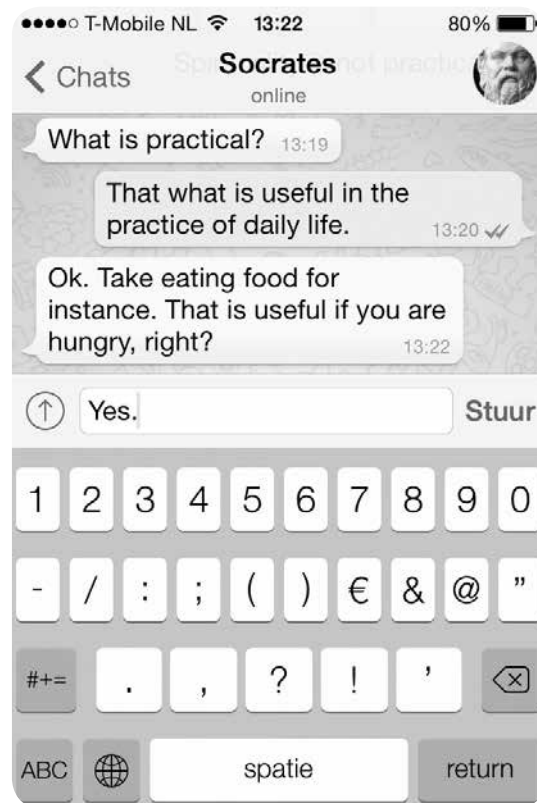 T-Mobile NL 13:22 80%
Chats Socrates
online
What is practical? 13:19
That what is useful in the
practice of daily life. 13:20
Ok. Take eating food for
instance. That is useful if you are
hungry, right? 13:22
Yes. Stuur
1 2 3 4 5 6 7 8 9 0
- / : ; ( ) € & @ "
#+= . , ? ! '
ABC spatie return